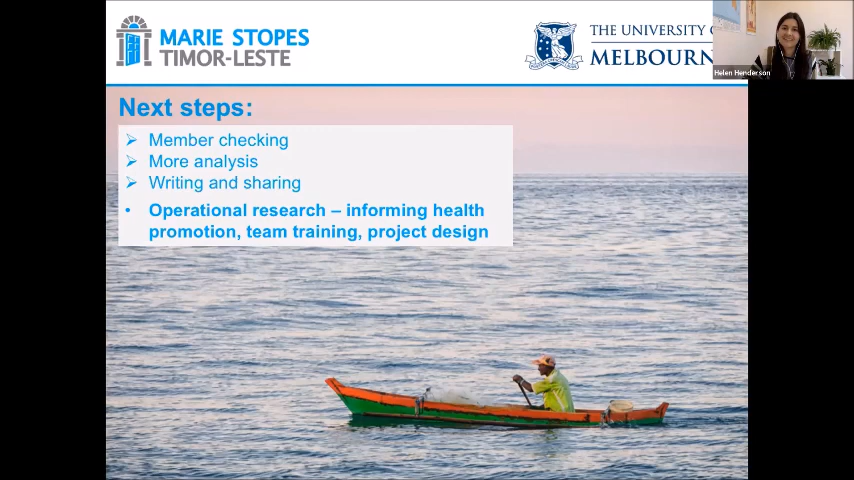 MARIE STOPES
TIMOR-LESTE
THE UNIVERSITY
MELBOURN
Helen Henderson
Next steps:
➢ Member checking
➢ More analysis
➢ Writing and sharing
• Operational research – informing health
promotion, team training, project design